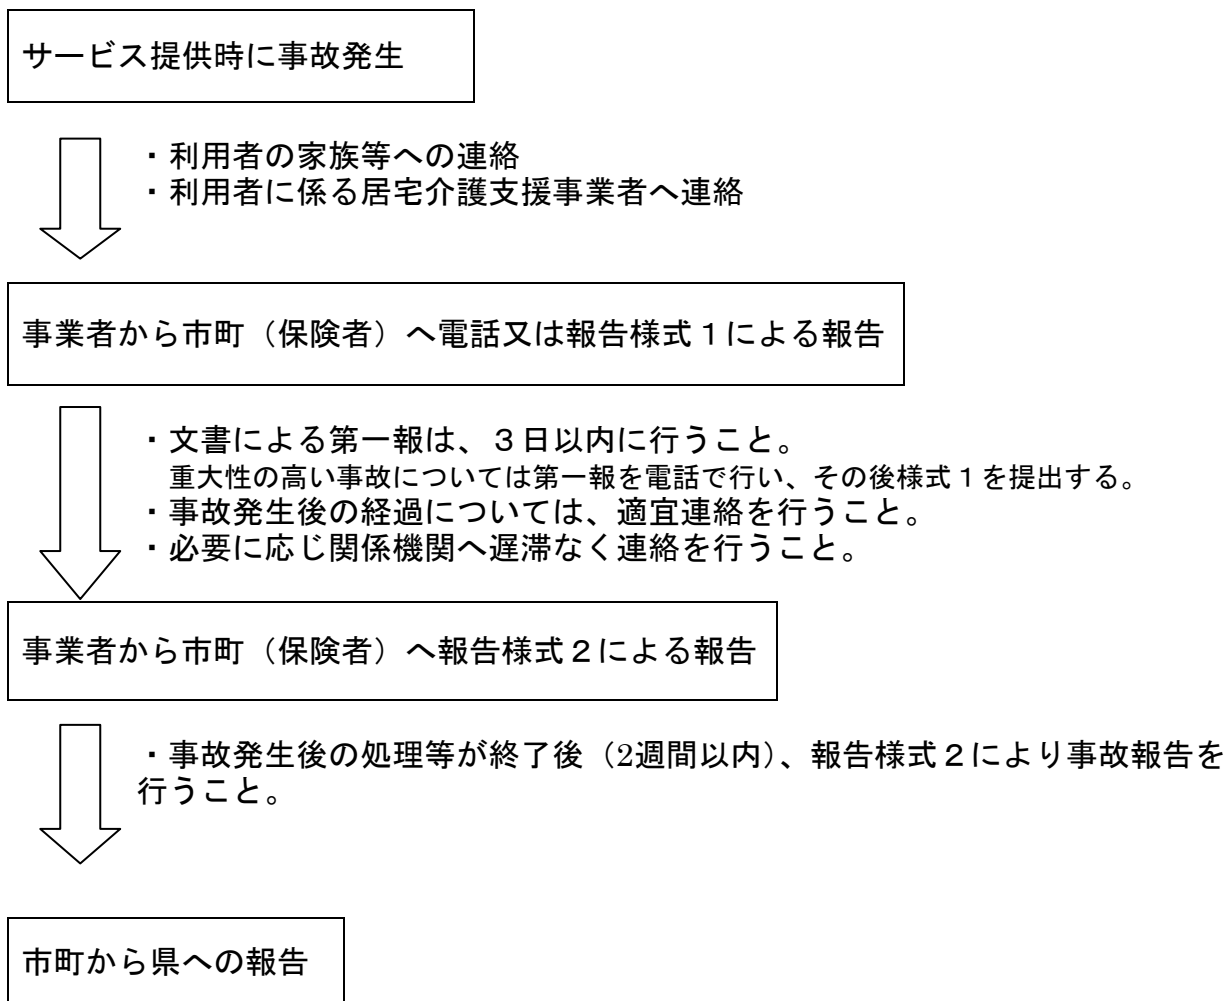 サービス提供時に事故発生
・利用者の家族等への連絡
・利用者に係る居宅介護支援事業者へ連絡
事業者から市町（保険者）へ電話又は報告様式１による報告
・文書による第一報は、３日以内に行うこと。
重大性の高い事故については第一報を電話で行い、その後様式１を提出する。
・事故発生後の経過については、適宜連絡を行うこと。
・必要に応じ関係機関へ遅滞なく連絡を行うこと。
事業者から市町（保険者）へ報告様式２による報告
・事故発生後の処理等が終了後（2週間以内）、報告様式２により事故報告を
行うこと。
市町から県への報告